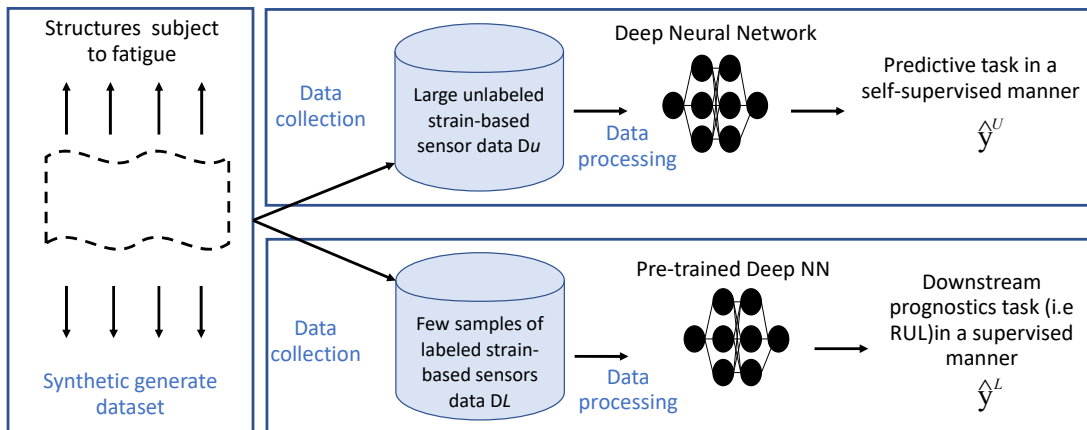 Structures subject
to fatigue
Synthetic generate
dataset
Data
collection
Large unlabeled
strain-based
sensor data Du
Data
processing
Deep Neural Network
Predictive task in a
self-supervised manner
ŷU
Data
collection
Few samples of
labeled strain-
based sensors
data DL
Data
processing
Pre-trained Deep NN
Downstream
prognostics task (i.e
RUL)in a supervised
manner
ŷL